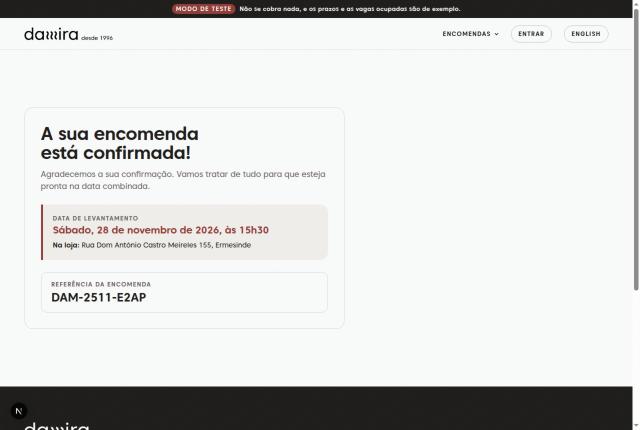 MODO DE TESTE Não se cobra nada, e os prazos e as vagas ocupadas são de exemplo.
damira desde 1996
ENCOMENDAS
ENTRAR
ENGLISH
A sua encomenda
está confirmada!
Agradecemos a sua confirmação. Vamos tratar de tudo para que esteja
pronta na data combinada.
DATA DE LEVANTAMENTO
Sábado, 28 de novembro de 2026, às 15h30
Na loja: Rua Dom António Castro Meireles 155, Ermesinde
REFERÊNCIA DA ENCOMENDA
DAM-2511-E2AP
N
damira